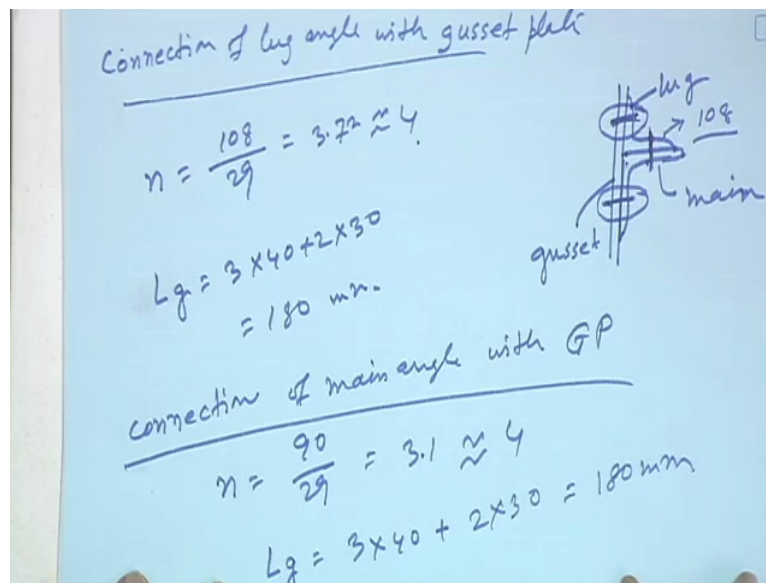 Connection of lug angle with gusset plate
n = 108/29 = 3.72 ≈ 4.
Lg = 3×40+2×30
= 180 mm.
lug
108
main
gusset
connection of main angle with GP
n = 90/29 = 3.1 ≈ 4
Lg = 3×40 + 2×30 = 180mm